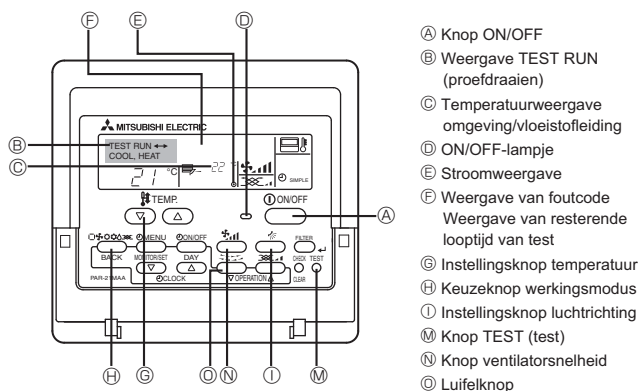 Ⓕ Ⓔ Ⓓ
MITSUBISHI ELECTRIC
Ⓑ TEST RUN ↔
COOL, HEAT
Ⓒ 21 °C 22 °C SIMPLE
TEMP. ON/OFF
Ⓐ
MENU ON/OFF FILTER
BACK MONITOR/SET DAY CHECK TEST
PAR-21MAA CLOCK ▽ OPERATION △ CLEAR
Ⓗ Ⓖ Ⓞ Ⓝ Ⓘ Ⓜ
Ⓐ Knop ON/OFF
Ⓑ Weergave TEST RUN
(proefdraaien)
Ⓒ Temperatuurweergave
omgeving/vloeistofleiding
Ⓓ ON/OFF-lampje
Ⓔ Stroomweergave
Ⓕ Weergave van foutcode
Weergave van resterende
looptijd van test
Ⓖ Instellingsknop temperatuur
Ⓗ Keuzeknop werkingsmodus
Ⓘ Instellingsknop luchtrichting
Ⓜ Knop TEST (test)
Ⓝ Knop ventilatorsnelheid
Ⓞ Luifelknop